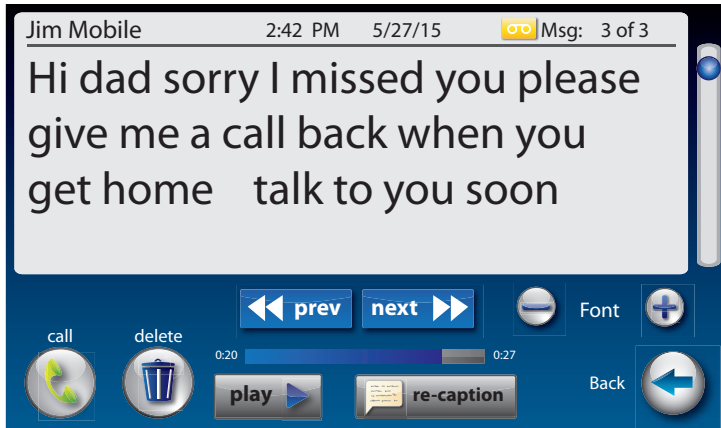 Jim Mobile 2:42 PM 5/27/15 Msg: 3 of 3
Hi dad sorry I missed you please
give me a call back when you
get home talk to you soon
prev next Font
call delete
0:20 0:27
play re-caption Back